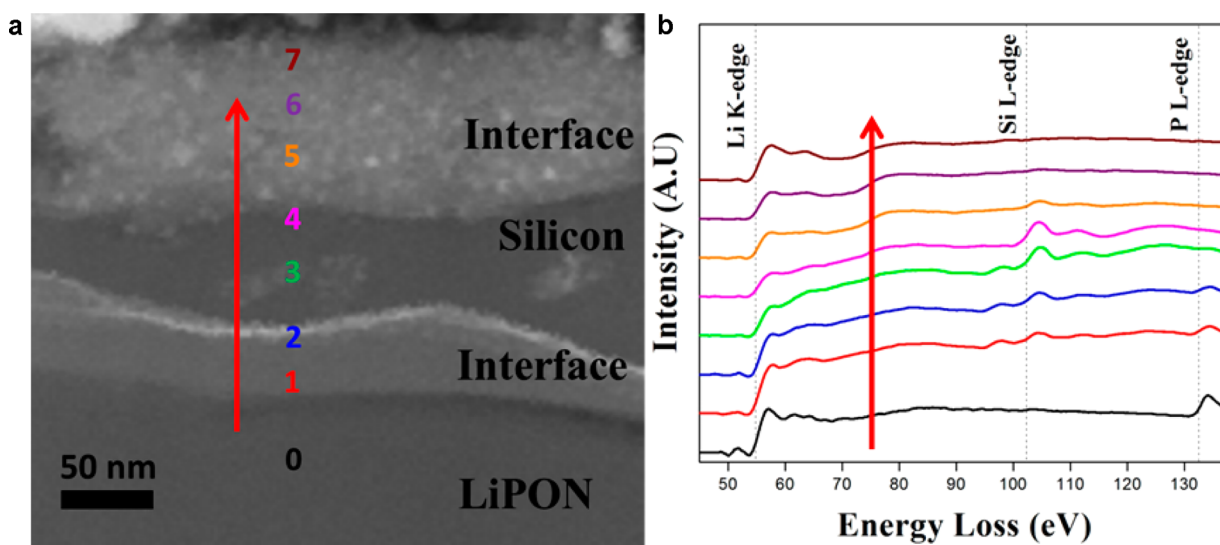 a
7
6
Interface
5
4
Silicon
3
2
Interface
1
0
50 nm
LiPON
b
Li K-edge
Si L-edge
P L-edge
Intensity (A.U)
50 60 70 80 90 100 110 120 130
Energy Loss (eV)